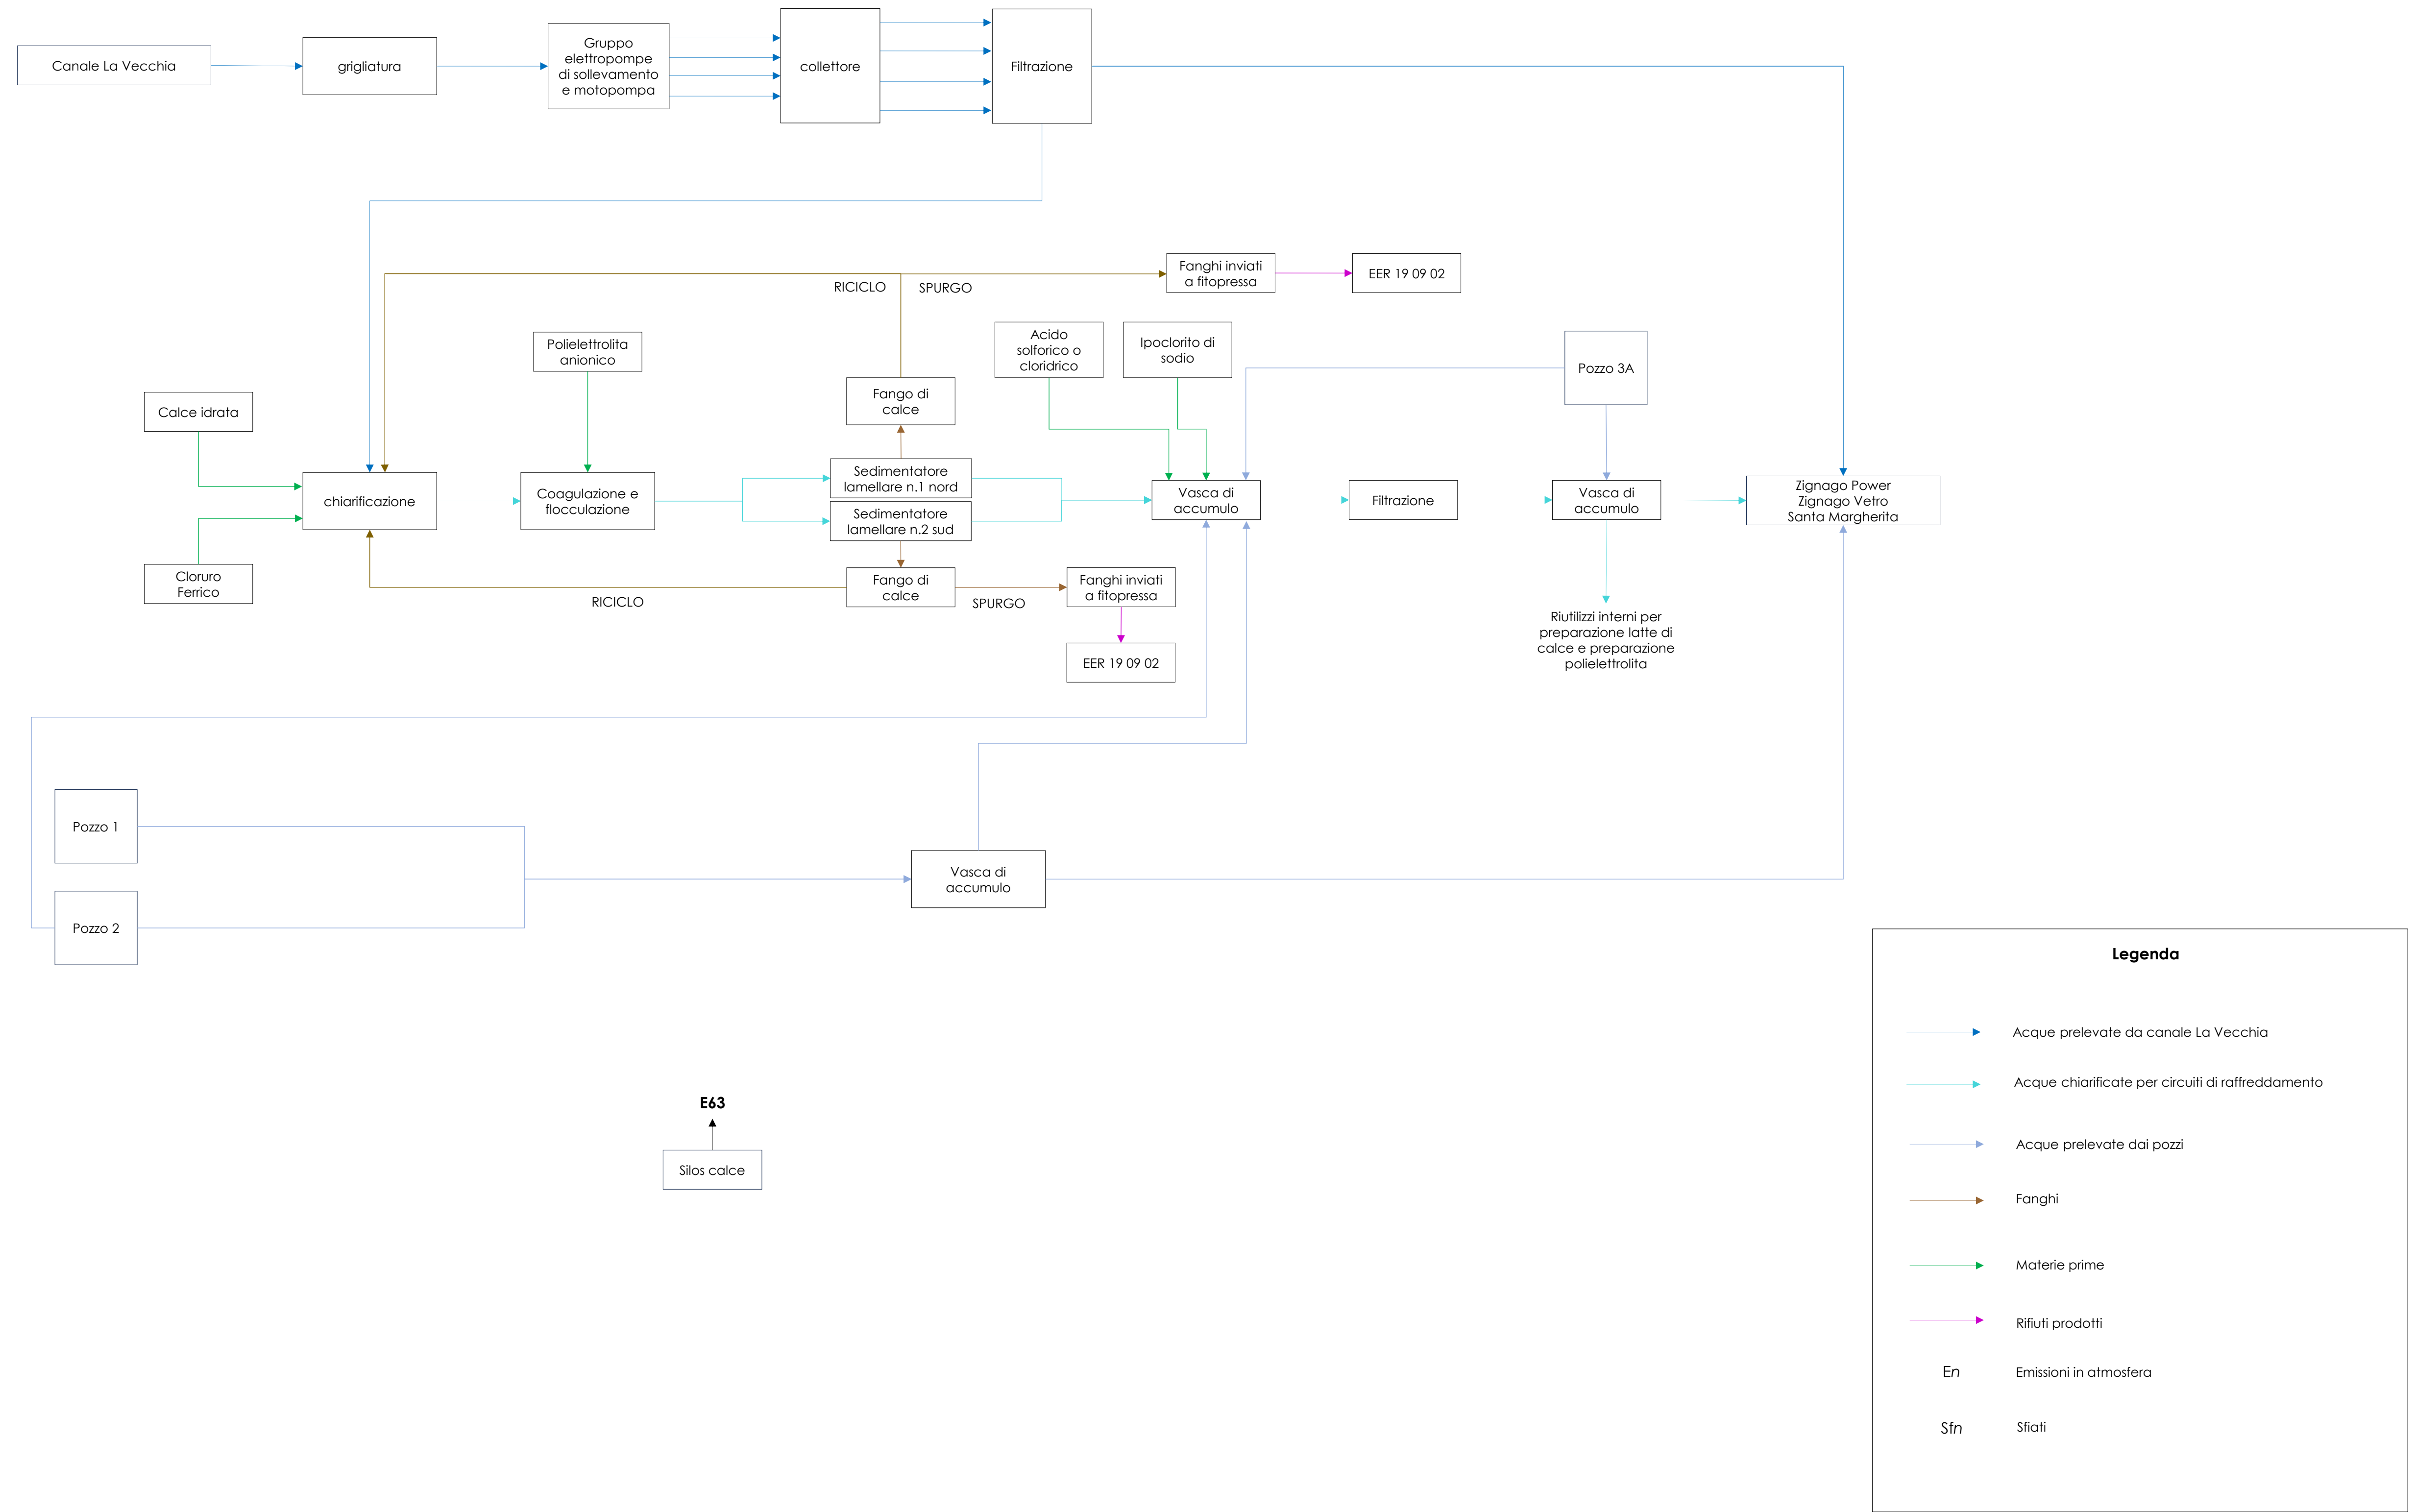 Canale La Vecchia
grigliatura
Gruppo
elettropompe
di sollevamento
e motopompa
collettore
Filtrazione
Fanghi inviati
a fitopressa
EER 19 09 02
RICICLO
SPURGO
Polielettrolita
anionico
Acido
solforico o
cloridrico
Ipoclorito di
sodio
Pozzo 3A
Calce idrata
Fango di
calce
chiarificazione
Coagulazione e
flocculazione
Sedimentatore
lamellare n.1 nord
Sedimentatore
lamellare n.2 sud
Vasca di
accumulo
Filtrazione
Vasca di
accumulo
Zignago Power
Zignago Vetro
Santa Margherita
Cloruro
Ferrico
RICICLO
Fango di
calce
SPURGO
Fanghi inviati
a fitopressa
EER 19 09 02
Riutilizzi interni per
preparazione latte di
calce e preparazione
polielettrolita
Pozzo 1
Pozzo 2
Vasca di
accumulo
E63
Silos calce
Legenda
Acque prelevate da canale La Vecchia
Acque chiarificate per circuiti di raffreddamento
Acque prelevate dai pozzi
Fanghi
Materie prime
Rifiuti prodotti
En Emissioni in atmosfera
Sfn Sfiati